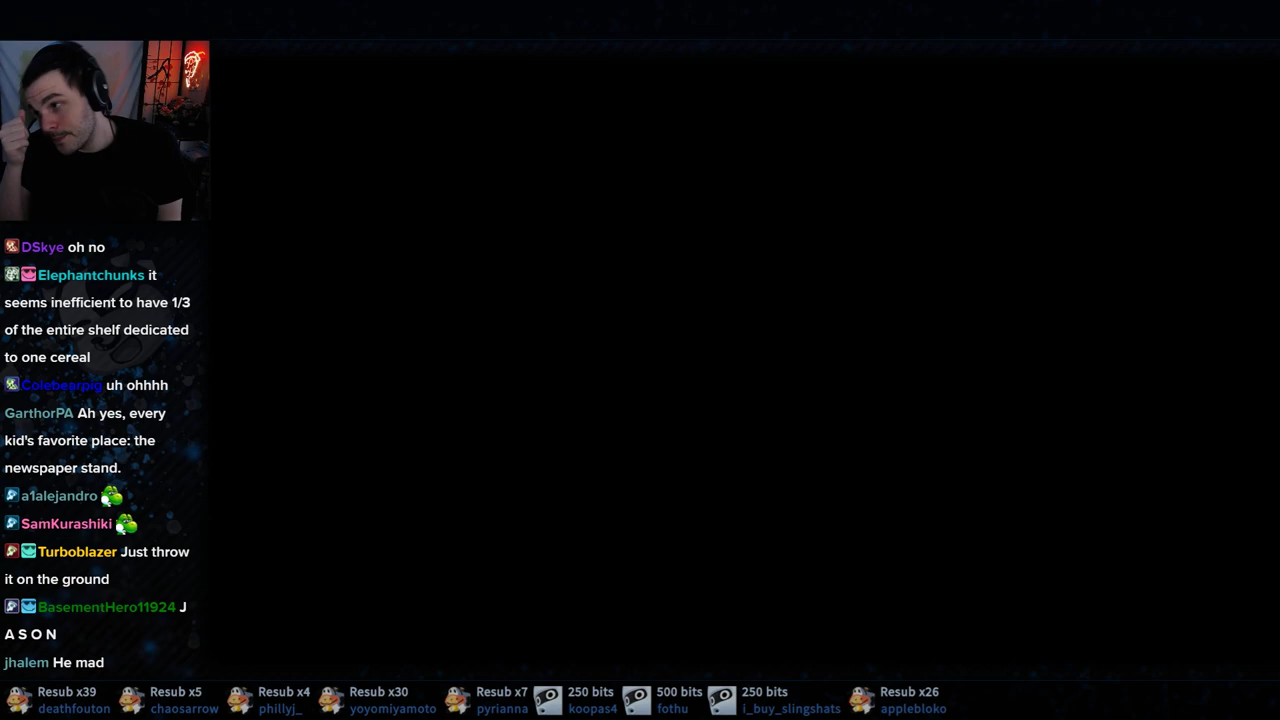 DSkye oh no
Elephantchunks it
seems inefficient to have 1/3
of the entire shelf dedicated
to one cereal
Colebearpig uh ohhhh
GarthorPA Ah yes, every
kid's favorite place: the
newspaper stand.
a1alejandro
SamKurashiki
Turboblazer Just throw
it on the ground
BasementHero11924 J
A S O N
jhalem He mad
Resub x39 Resub x5 Resub x4 Resub x30 Resub x7 250 bits 500 bits 250 bits Resub x26
deathfouton chaosarrow phillyj_ yoyomiyamoto pyrianna koopas4 fothu i_buy_slingshats applebloko